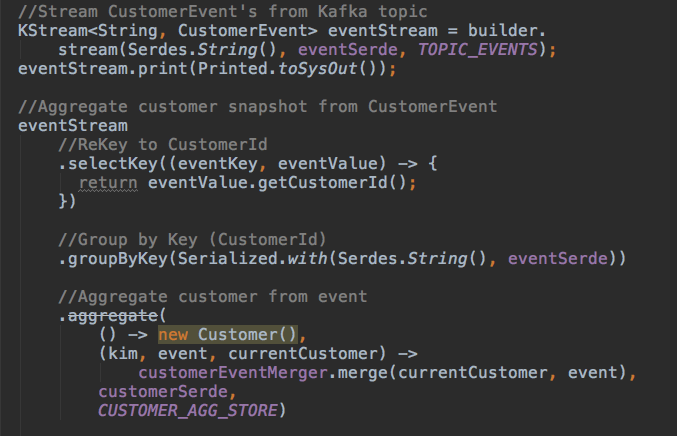 //Stream CustomerEvent's from Kafka topic
KStream<String, CustomerEvent> eventStream = builder.
stream(Serdes.String(), eventSerde, TOPIC_EVENTS);
eventStream.print(Printed.toSysOut());
//Aggregate customer snapshot from CustomerEvent
eventStream
//ReKey to CustomerId
.selectKey((eventKey, eventValue) -> {
return eventValue.getCustomerId();
})
//Group by Key (CustomerId)
.groupByKey(Serialized.with(Serdes.String(), eventSerde))
//Aggregate customer from event
.aggregate(
() -> new Customer(),
(kim, event, currentCustomer) ->
customerEventMerger.merge(currentCustomer, event),
customerSerde,
CUSTOMER_AGG_STORE)